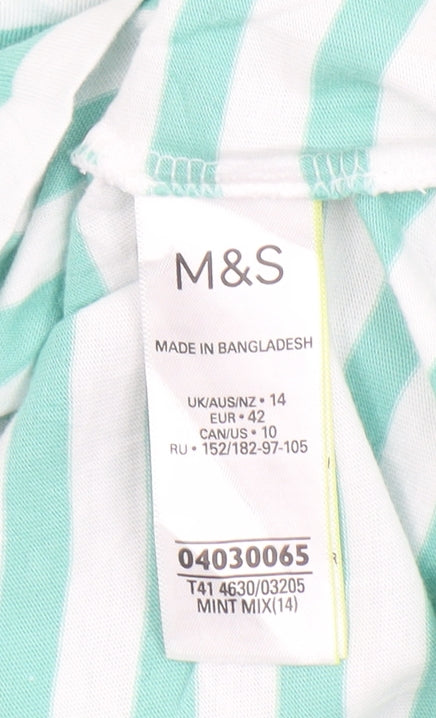 M&S
MADE IN BANGLADESH
UK/AUS/NZ • 14
EUR • 42
CAN/US • 10
RU • 152/182-97-105
04030065
T41 4630/03205
MINT MIX(14)
R